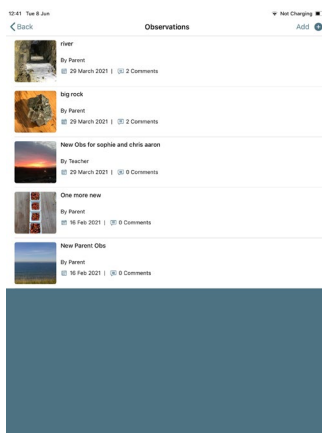 12:41 Tue 8 Jun
Not Charging
Back
Observations
Add
river
By Parent
29 March 2021 | 2 Comments
big rock
By Parent
29 March 2021 | 2 Comments
New Obs for sophie and chris aaron
By Teacher
29 March 2021 | 0 Comments
One more new
By Parent
16 Feb 2021 | 0 Comments
New Paront Obs
By Parent
16 Feb 2021 | 0 Comments